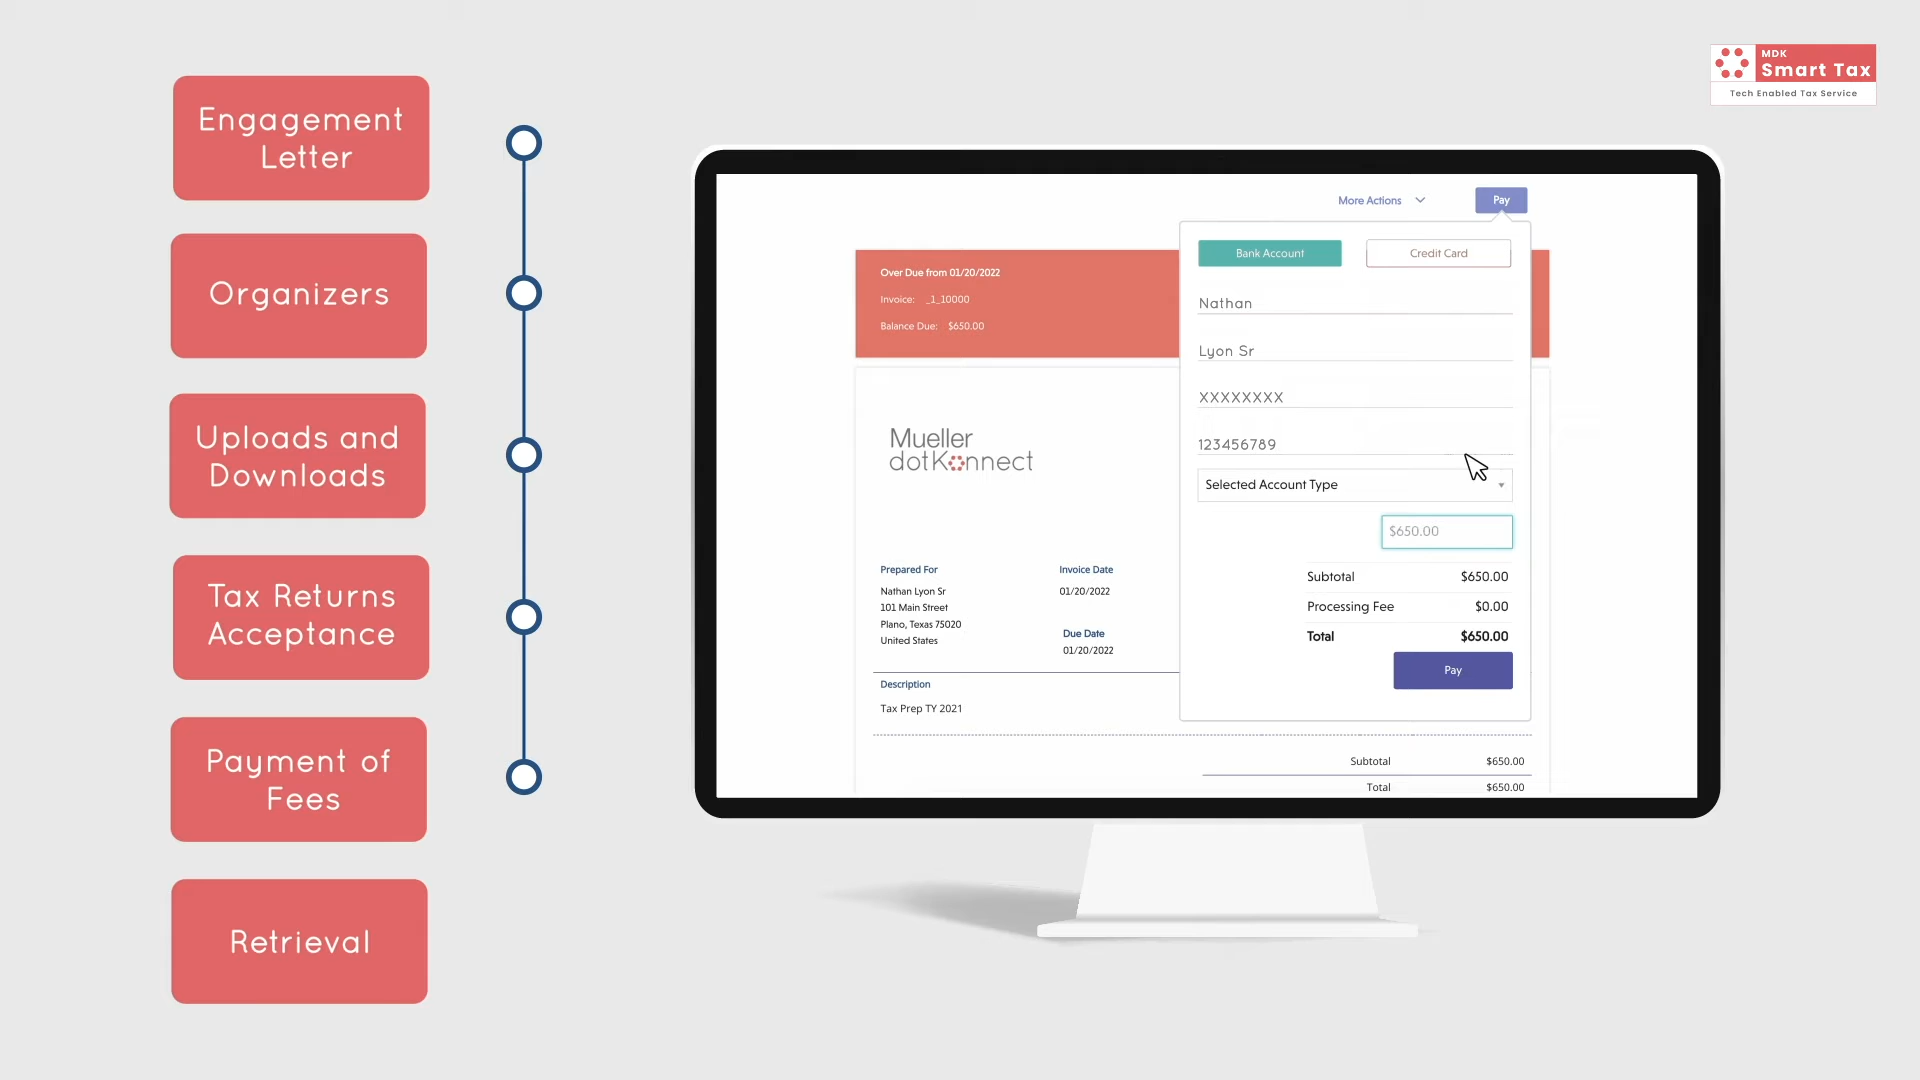 MDK
Smart Tax
Tech Enabled Tax Service
Engagement
Letter
Organizers
Uploads and
Downloads
Tax Returns
Acceptance
Payment of
Fees
Retrieval
More Actions
Pay
Over Due from 01/20/2022
Invoice: _1_10000
Balance Due: $650.00
Bank Account
Credit Card
Nathan
Lyon Sr
XXXXXXXX
123456789
Selected Account Type
$650.00
Subtotal $650.00
Processing Fee $0.00
Total $650.00
Pay
Mueller
dotKonnect
Prepared For
Nathan Lyon Sr
101 Main Street
Plano, Texas 75020
United States
Invoice Date
01/20/2022
Due Date
01/20/2022
Description
Tax Prep TY 2021
Subtotal $650.00
Total $650.00